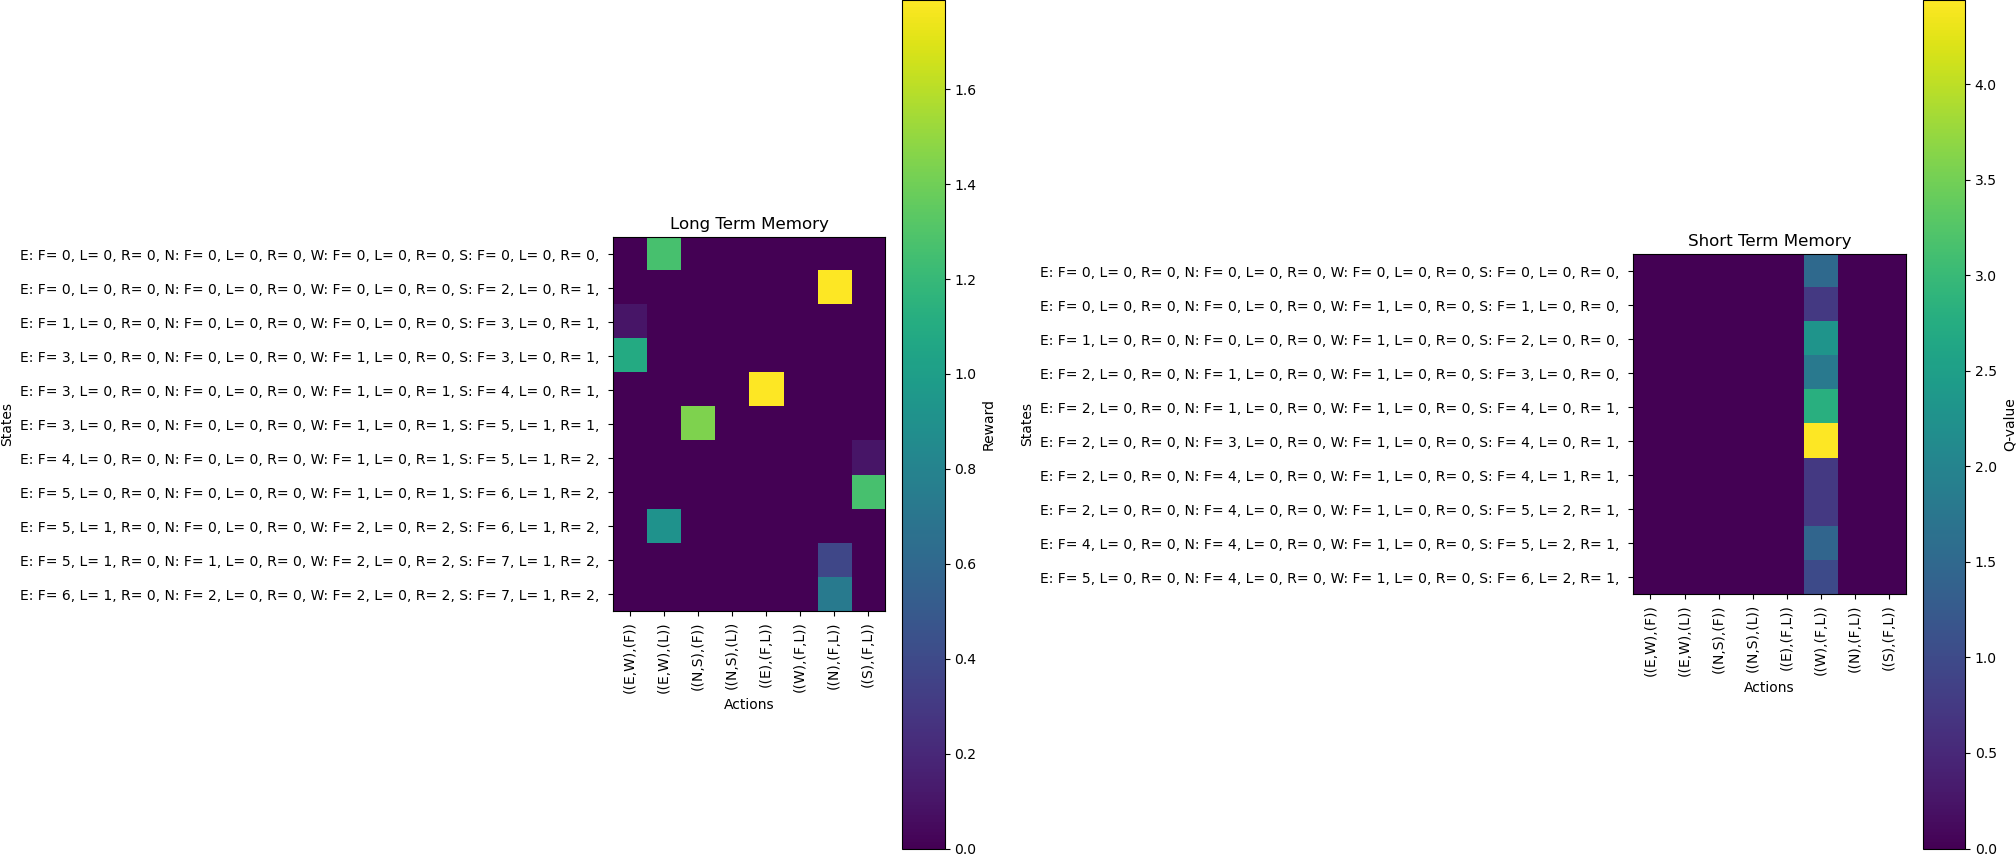 Long Term Memory
States
E: F= 0, L= 0, R= 0, N: F= 0, L= 0, R= 0, W: F= 0, L= 0, R= 0, S: F= 0, L= 0, R= 0,
E: F= 0, L= 0, R= 0, N: F= 0, L= 0, R= 0, W: F= 0, L= 0, R= 0, S: F= 2, L= 0, R= 1,
E: F= 1, L= 0, R= 0, N: F= 0, L= 0, R= 0, W: F= 0, L= 0, R= 0, S: F= 3, L= 0, R= 1,
E: F= 3, L= 0, R= 0, N: F= 0, L= 0, R= 0, W: F= 1, L= 0, R= 0, S: F= 3, L= 0, R= 1,
E: F= 3, L= 0, R= 0, N: F= 0, L= 0, R= 0, W: F= 1, L= 0, R= 1, S: F= 4, L= 0, R= 1,
E: F= 3, L= 0, R= 0, N: F= 0, L= 0, R= 0, W: F= 1, L= 0, R= 1, S: F= 5, L= 1, R= 1,
E: F= 4, L= 0, R= 0, N: F= 0, L= 0, R= 0, W: F= 1, L= 0, R= 1, S: F= 5, L= 1, R= 2,
E: F= 5, L= 0, R= 0, N: F= 0, L= 0, R= 0, W: F= 1, L= 0, R= 1, S: F= 6, L= 1, R= 2,
E: F= 5, L= 1, R= 0, N: F= 0, L= 0, R= 0, W: F= 2, L= 0, R= 2, S: F= 6, L= 1, R= 2,
E: F= 5, L= 1, R= 0, N: F= 1, L= 0, R= 0, W: F= 2, L= 0, R= 2, S: F= 7, L= 1, R= 2,
E: F= 6, L= 1, R= 0, N: F= 2, L= 0, R= 0, W: F= 2, L= 0, R= 2, S: F= 7, L= 1, R= 2,
((E,W),(F))
((E,W),(L))
((N,S),(F))
((N,S),(L))
((E),(F,L))
((W),(F,L))
((N),(F,L))
((S),(F,L))
Actions
1.6
1.4
1.2
1.0
0.8
0.6
0.4
0.2
0.0
Reward
Short Term Memory
States
E: F= 0, L= 0, R= 0, N: F= 0, L= 0, R= 0, W: F= 0, L= 0, R= 0, S: F= 0, L= 0, R= 0,
E: F= 0, L= 0, R= 0, N: F= 0, L= 0, R= 0, W: F= 1, L= 0, R= 0, S: F= 1, L= 0, R= 0,
E: F= 1, L= 0, R= 0, N: F= 0, L= 0, R= 0, W: F= 1, L= 0, R= 0, S: F= 2, L= 0, R= 0,
E: F= 2, L= 0, R= 0, N: F= 1, L= 0, R= 0, W: F= 1, L= 0, R= 0, S: F= 3, L= 0, R= 0,
E: F= 2, L= 0, R= 0, N: F= 1, L= 0, R= 0, W: F= 1, L= 0, R= 0, S: F= 4, L= 0, R= 1,
E: F= 2, L= 0, R= 0, N: F= 3, L= 0, R= 0, W: F= 1, L= 0, R= 0, S: F= 4, L= 0, R= 1,
E: F= 2, L= 0, R= 0, N: F= 4, L= 0, R= 0, W: F= 1, L= 0, R= 0, S: F= 4, L= 1, R= 1,
E: F= 2, L= 0, R= 0, N: F= 4, L= 0, R= 0, W: F= 1, L= 0, R= 0, S: F= 5, L= 2, R= 1,
E: F= 4, L= 0, R= 0, N: F= 4, L= 0, R= 0, W: F= 1, L= 0, R= 0, S: F= 5, L= 2, R= 1,
E: F= 5, L= 0, R= 0, N: F= 4, L= 0, R= 0, W: F= 1, L= 0, R= 0, S: F= 6, L= 2, R= 1,
((E,W),(F))
((E,W),(L))
((N,S),(F))
((N,S),(L))
((E),(F,L))
((W),(F,L))
((N),(F,L))
((S),(F,L))
Actions
4.0
3.5
3.0
2.5
2.0
1.5
1.0
0.5
0.0
Q-value